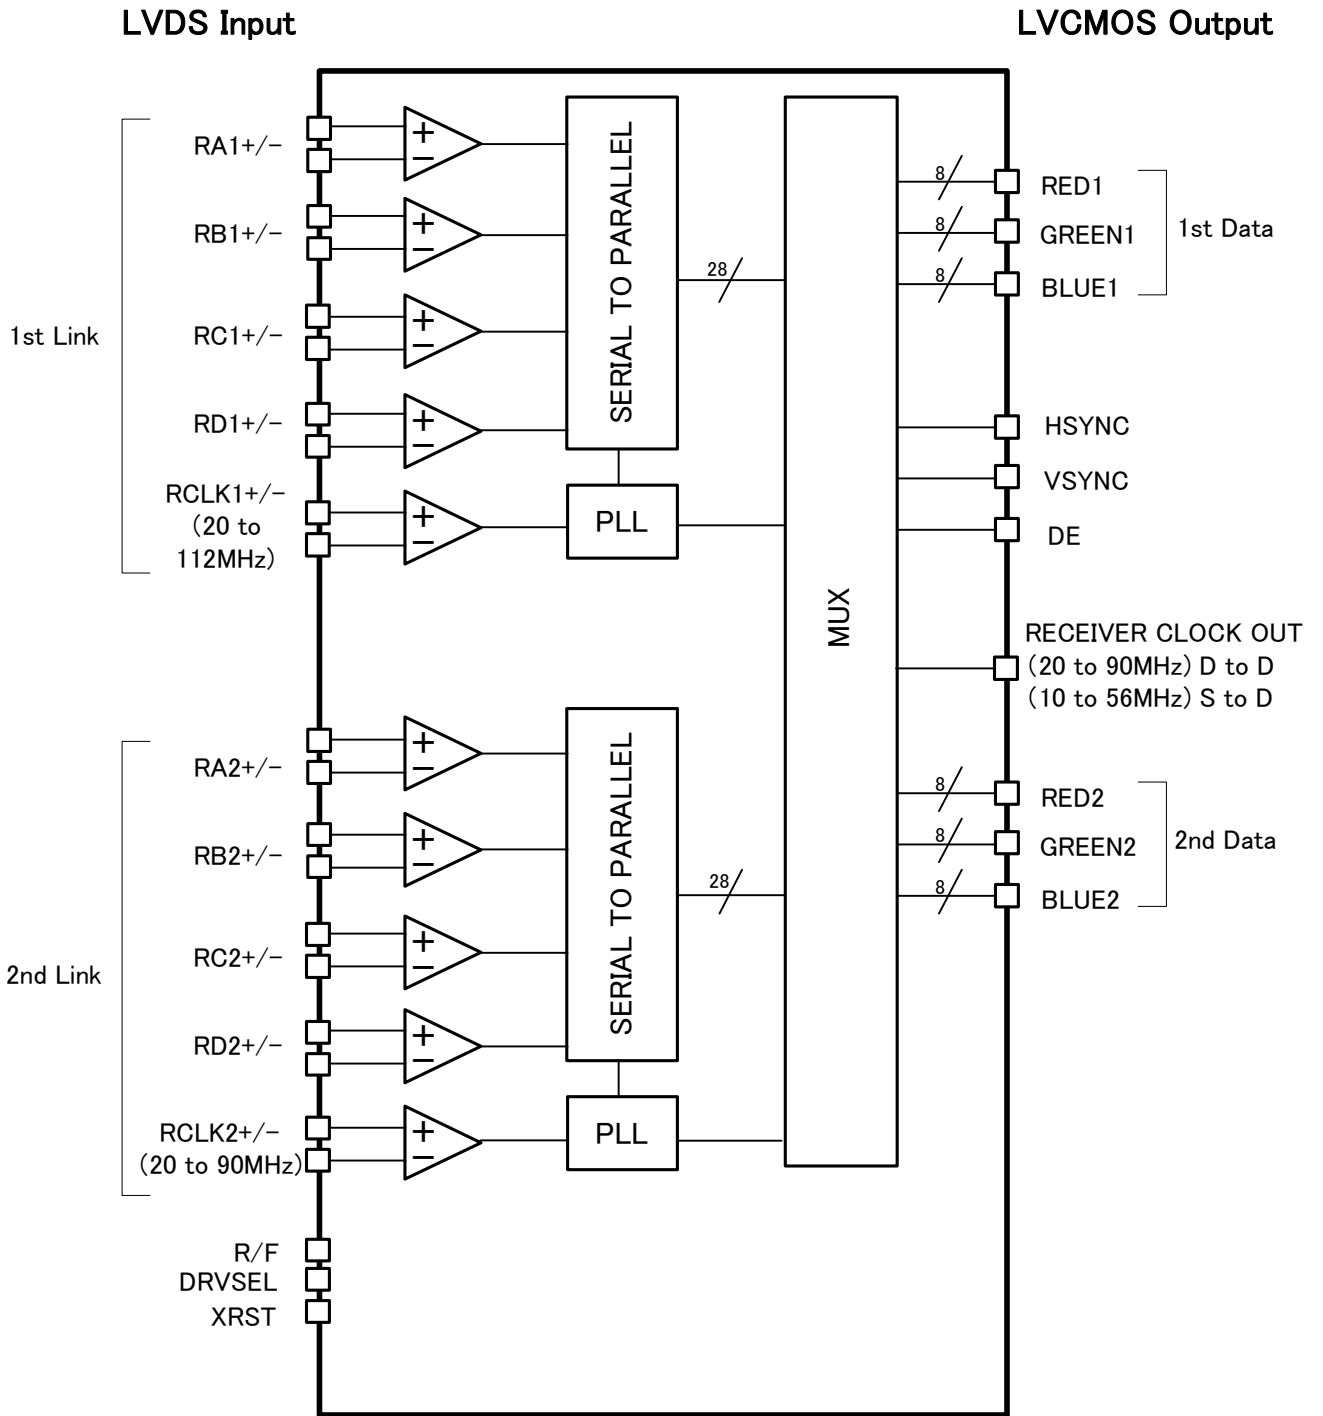 LVDS Input
LVCMOS Output
RA1+/-
RB1+/-
RC1+/-
RD1+/-
RCLK1+/-
(20 to
112MHz)
1st Link
+
−
+
−
+
−
+
−
+
−
SERIAL TO PARALLEL
PLL
28
MUX
8
RED1
8
GREEN1
8
BLUE1
1st Data
HSYNC
VSYNC
DE
RECEIVER CLOCK OUT
(20 to 90MHz) D to D
(10 to 56MHz) S to D
RA2+/-
RB2+/-
RC2+/-
RD2+/-
RCLK2+/-
(20 to 90MHz)
2nd Link
+
−
+
−
+
−
+
−
+
−
SERIAL TO PARALLEL
PLL
28
8
RED2
8
GREEN2
8
BLUE2
2nd Data
R/F
DRVSEL
XRST